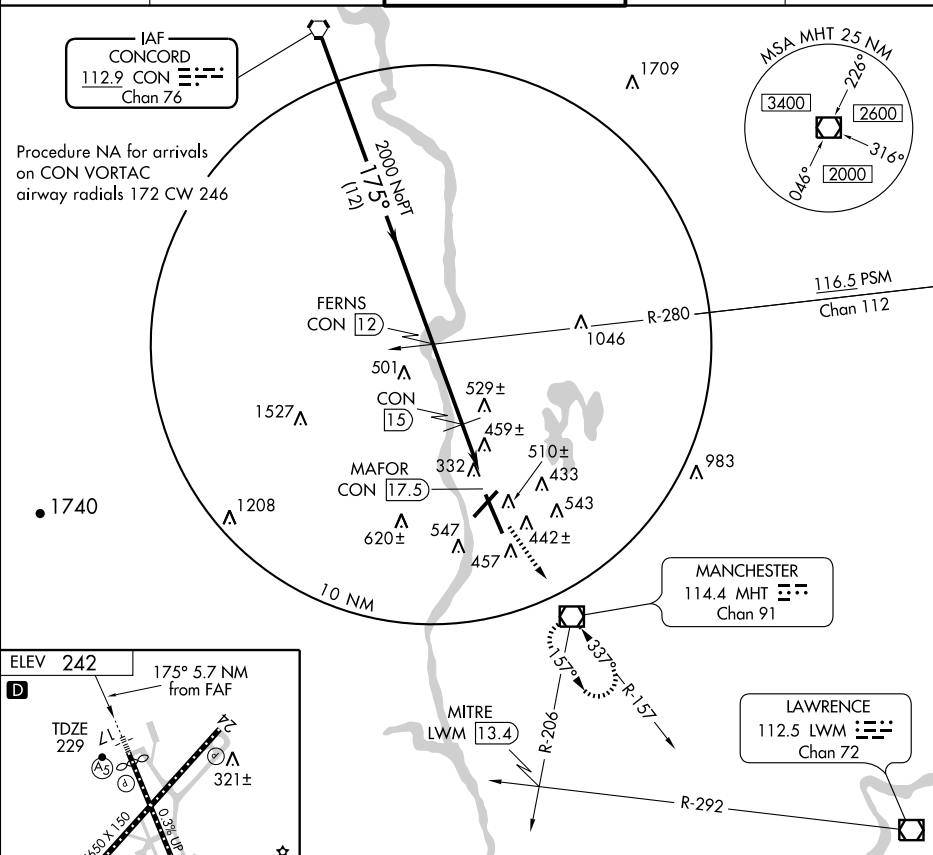 IAF
CONCORD
112.9 CON
Chan 76
Procedure NA for arrivals
on CON VORTAC
airway radials 172 CW 246
2000 NoPT
175°
(12)
1709
MSA MHT 25 NM
226°
3400
2600
316°
046°
2000
116.5 PSM
Chan 112
R-280
FERNS
CON 12
1046
501
CON
15
529±
1527
459±
510±
332
433
MAFOR
CON 17.5
983
543
1740
1208
620±
547
442±
457
10 NM
MANCHESTER
114.4 MHT
Chan 91
337°
157°
R-157
R-206
MITRE
LWM 13.4
LAWRENCE
112.5 LWM
Chan 72
R-292
ELEV 242
D
175° 5.7 NM
from FAF
TDZE
229
17
24
A5
P
P
321±
0.3% UP
650 X 150